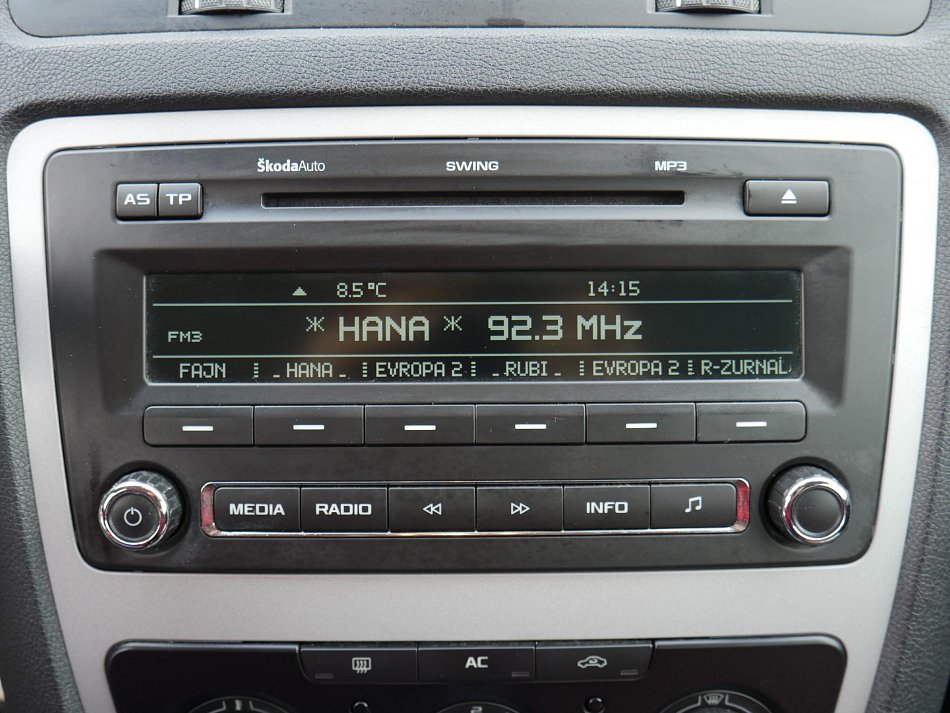 ŠkodaAuto SWING MP3
AS TP
8.5°C 14:15
FM3 * HANA * 92.3 MHz
FAJN _ HANA _ EVROPA 2 _ RUBI _ EVROPA 2 R-ZURNAL
MEDIA RADIO INFO
AC